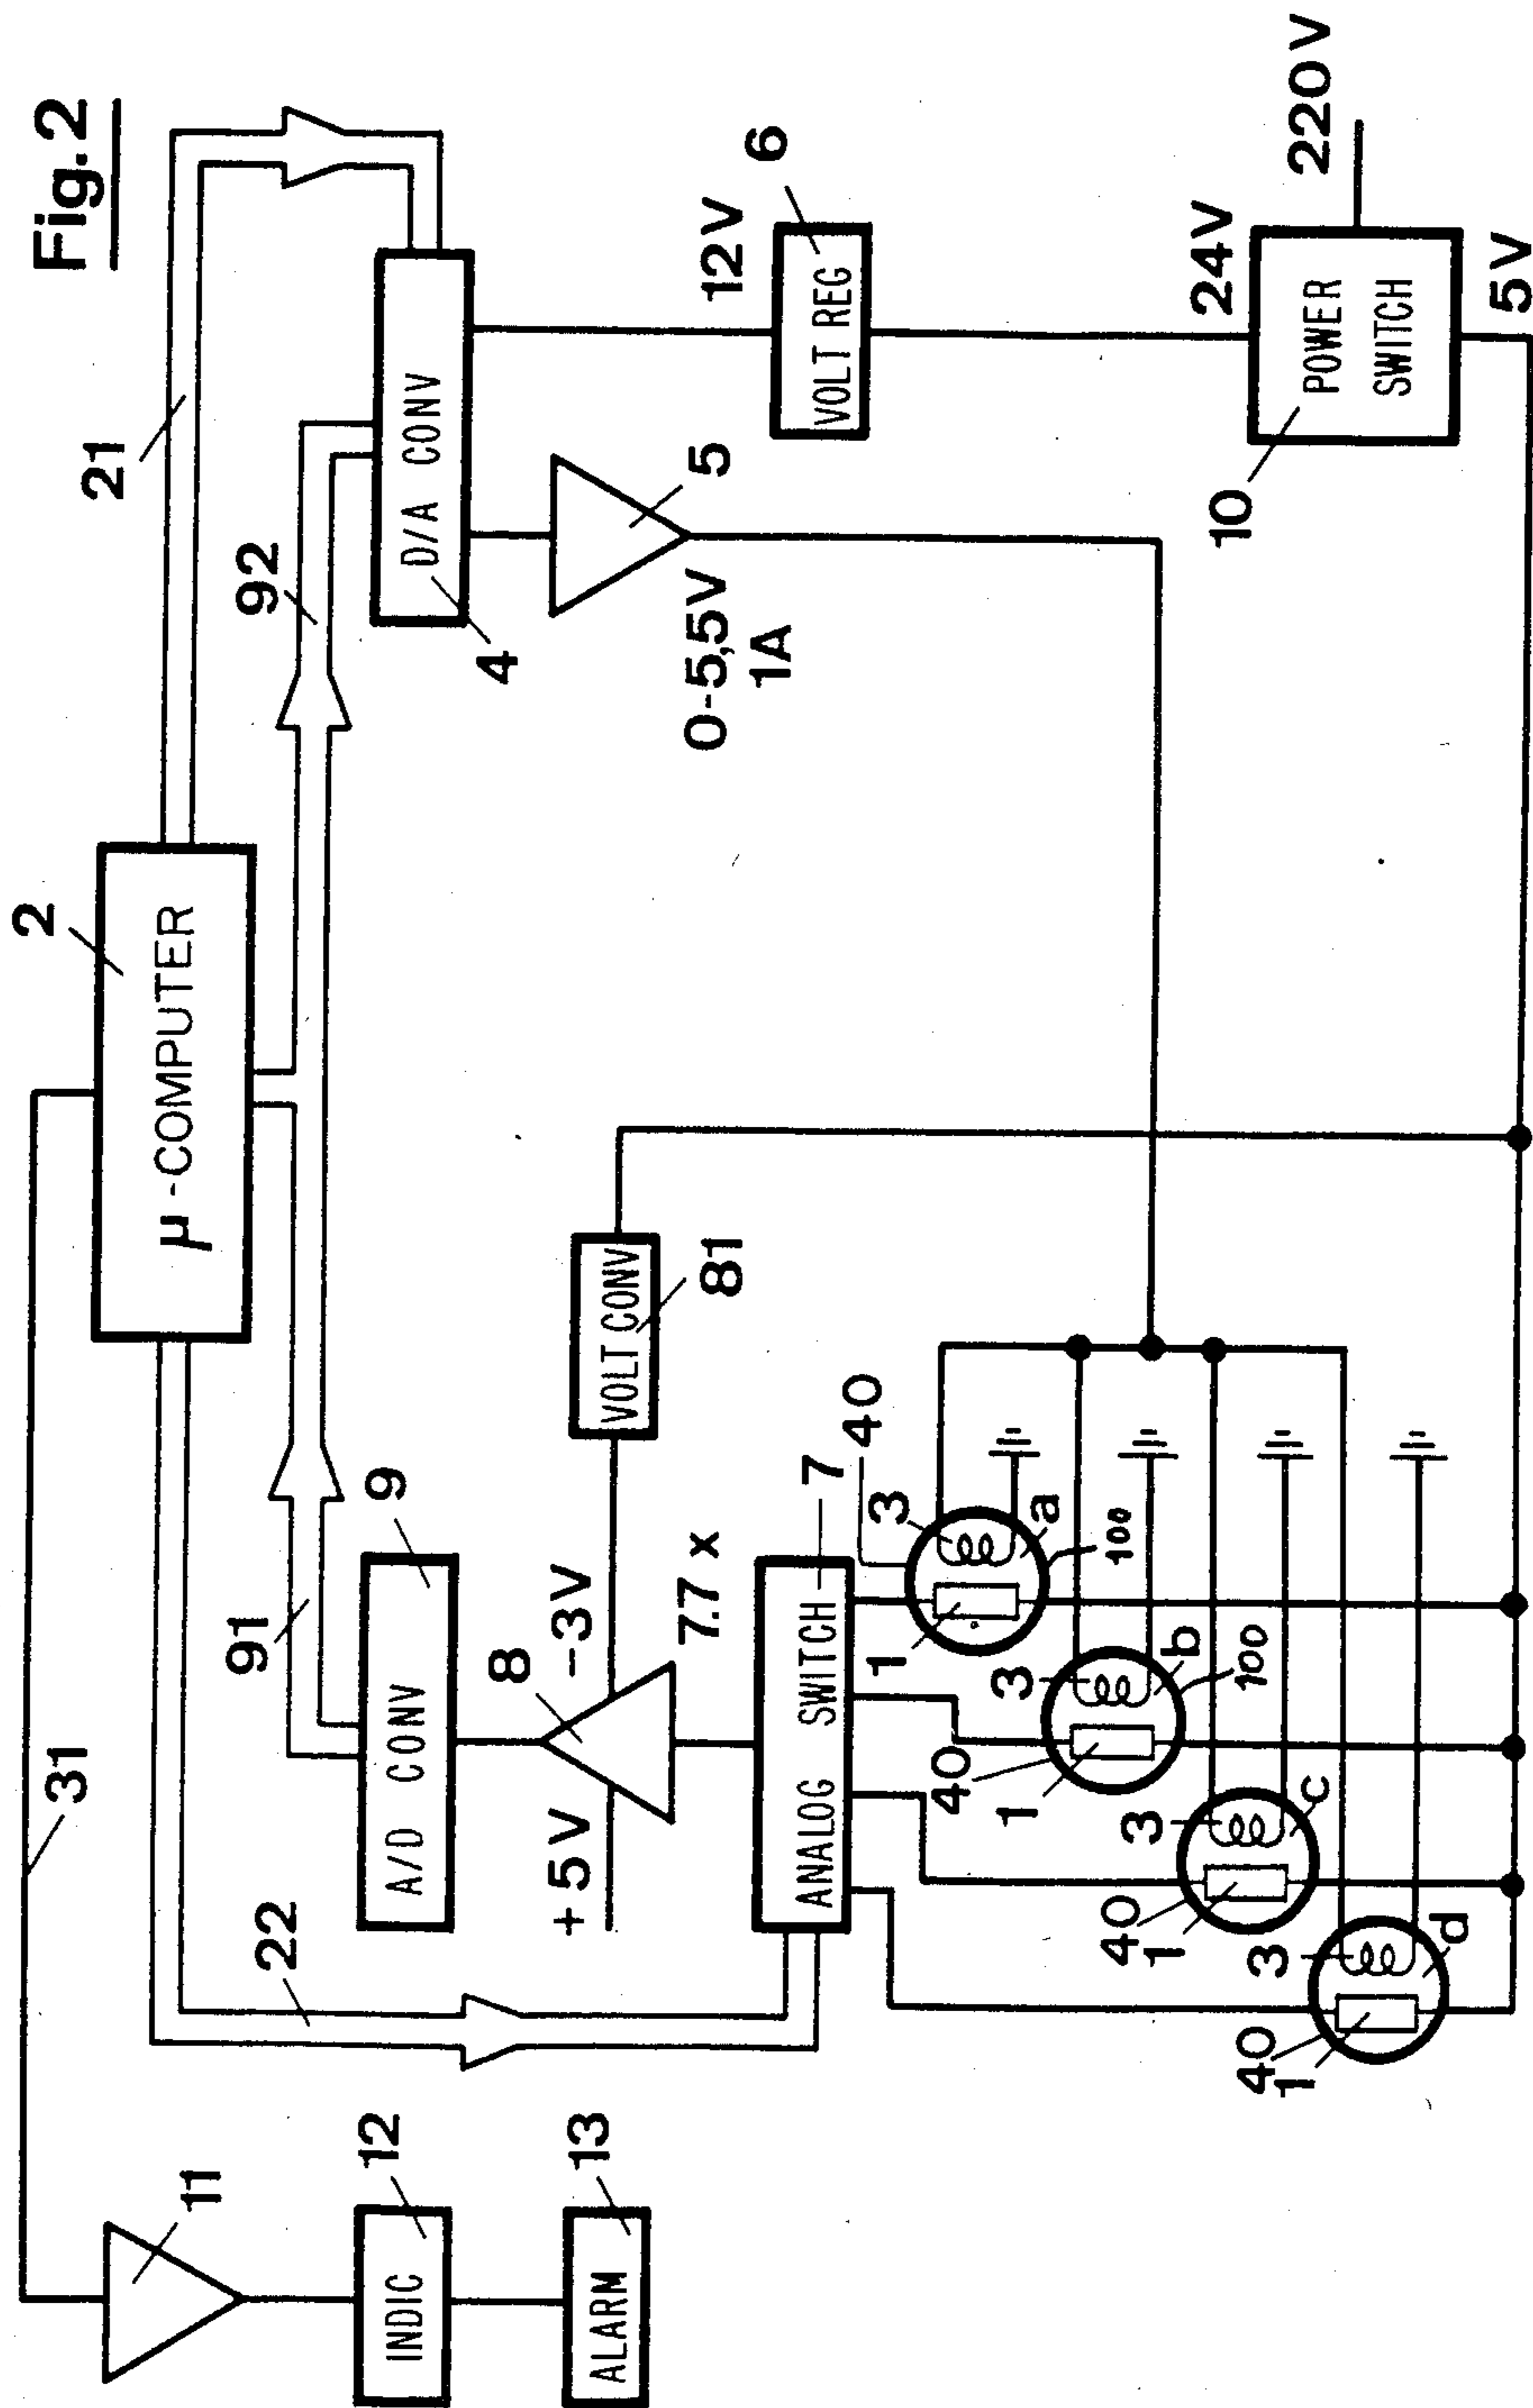 Fig. 2
2
μ-COMPUTER
21
22
31
91
92
11
INDIC
12
ALARM
13
A/D CONV
9
D/A CONV
4
5
0-5,5V
1A
12V
VOLT REG
6
24V
POWER
SWITCH
10
220V
5V
+5V
8
-3V
7.7 x
VOLT CONV
81
ANALOG SWITCH
7
40
1
3
a
100
40
1
3
b
100
40
1
3
c
40
1
3
d